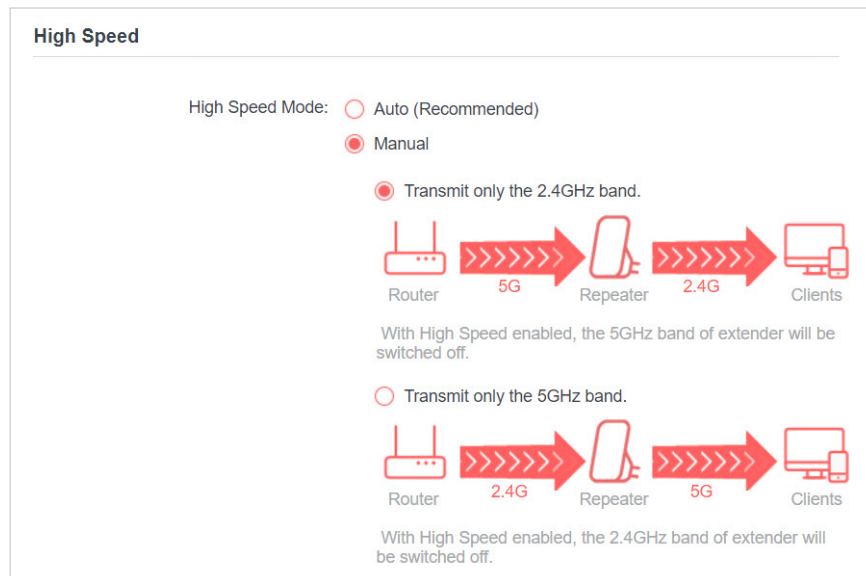 High Speed
High Speed Mode: Auto (Recommended)
Manual
Transmit only the 2.4GHz band.
5G 2.4G
Router Repeater Clients
With High Speed enabled, the 5GHz band of extender will be
switched off.
Transmit only the 5GHz band.
2.4G 5G
Router Repeater Clients
With High Speed enabled, the 2.4GHz band of extender will
be switched off.